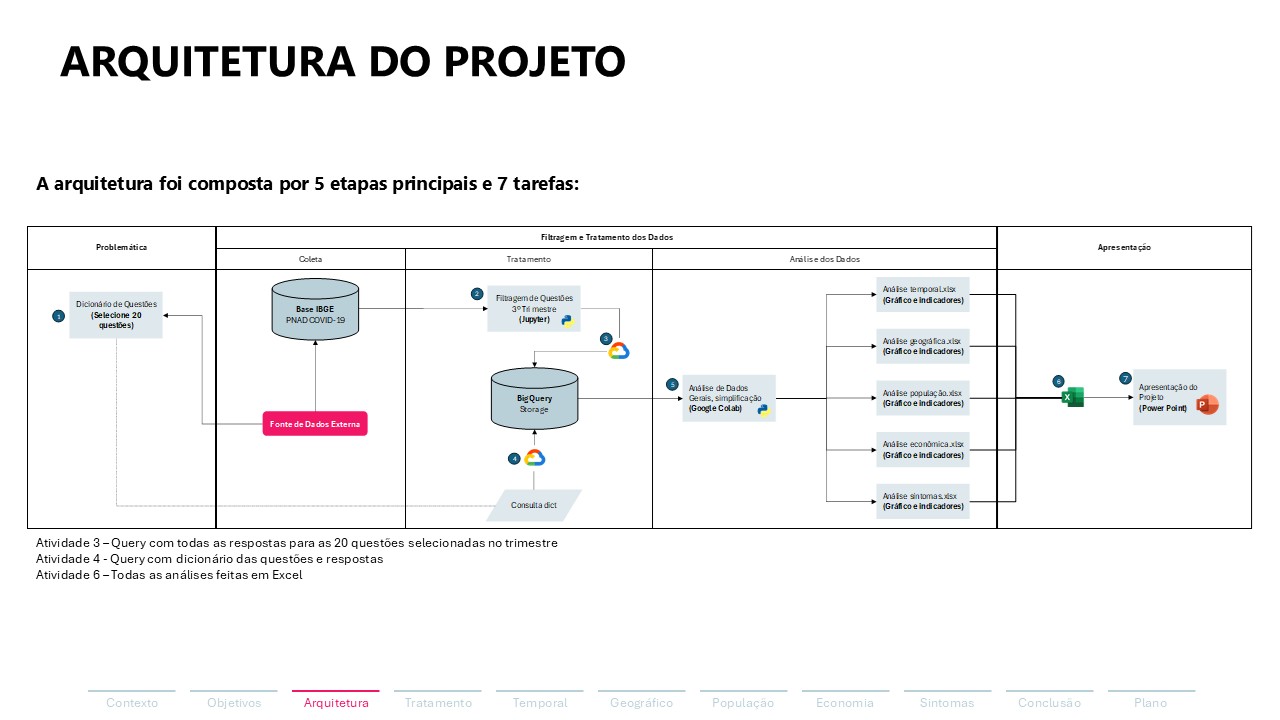 ARQUITETURA DO PROJETO
A arquitetura foi composta por 5 etapas principais e 7 tarefas:
Problemática
Filtragem e Tratamento dos Dados
Apresentação
Coleta
Tratamento
Análise dos Dados
1
Dicionário de Questões
(Selecione 20
questões)
Base IBGE
PNAD COVID-19
Fonte de Dados Externa
2
Filtragem de Questões
3º Trimestre
(Jupyter)
3
BigQuery
Storage
4
Consulta dict
5
Análise de Dados
Gerais, simplificação
(Google Colab)
Análise temporal.xlsx
(Gráfico e indicadores)
Análise geográfica.xlsx
(Gráfico e indicadores)
Análise população.xlsx
(Gráfico e indicadores)
Análise econômica.xlsx
(Gráfico e indicadores)
Análise sintomas.xlsx
(Gráfico e indicadores)
6
X
7
Apresentação do
Projeto
(Power Point)
P
Atividade 3 – Query com todas as respostas para as 20 questões selecionadas no trimestre
Atividade 4 - Query com dicionário das questões e respostas
Atividade 6 – Todas as análises feitas em Excel
Contexto
Objetivos
Arquitetura
Tratamento
Temporal
Geográfico
População
Economia
Sintomas
Conclusão
Plano